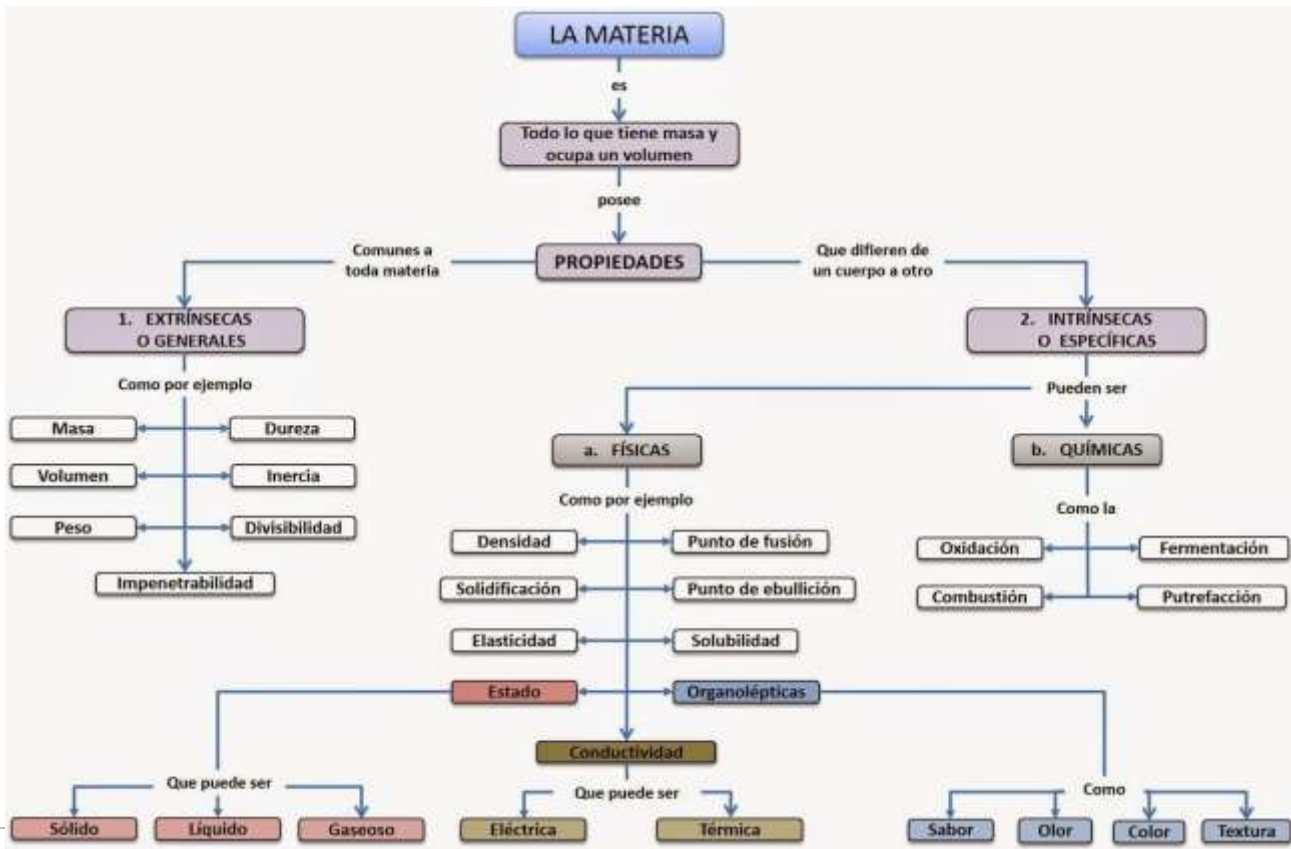 LA MATERIA
es
Todo lo que tiene masa y
ocupa un volumen
posee
PROPIEDADES
Comunes a
toda materia
Que difieren de
un cuerpo a otro
1. EXTRÍNSECAS
O GENERALES
Como por ejemplo
Masa
Dureza
Volumen
Inercia
Peso
Divisibilidad
Impenetrabilidad
2. INTRÍNSECAS
O ESPECÍFICAS
Pueden ser
a. FÍSICAS
Como por ejemplo
Densidad
Punto de fusión
Solidificación
Punto de ebullición
Elasticidad
Solubilidad
Estado
Organolépticas
Conductividad
Que puede ser
Sólido
Líquido
Gaseoso
Que puede ser
Eléctrica
Térmica
Como
Sabor
Olor
Color
Textura
b. QUÍMICAS
Como la
Oxidación
Fermentación
Combustión
Putrefacción